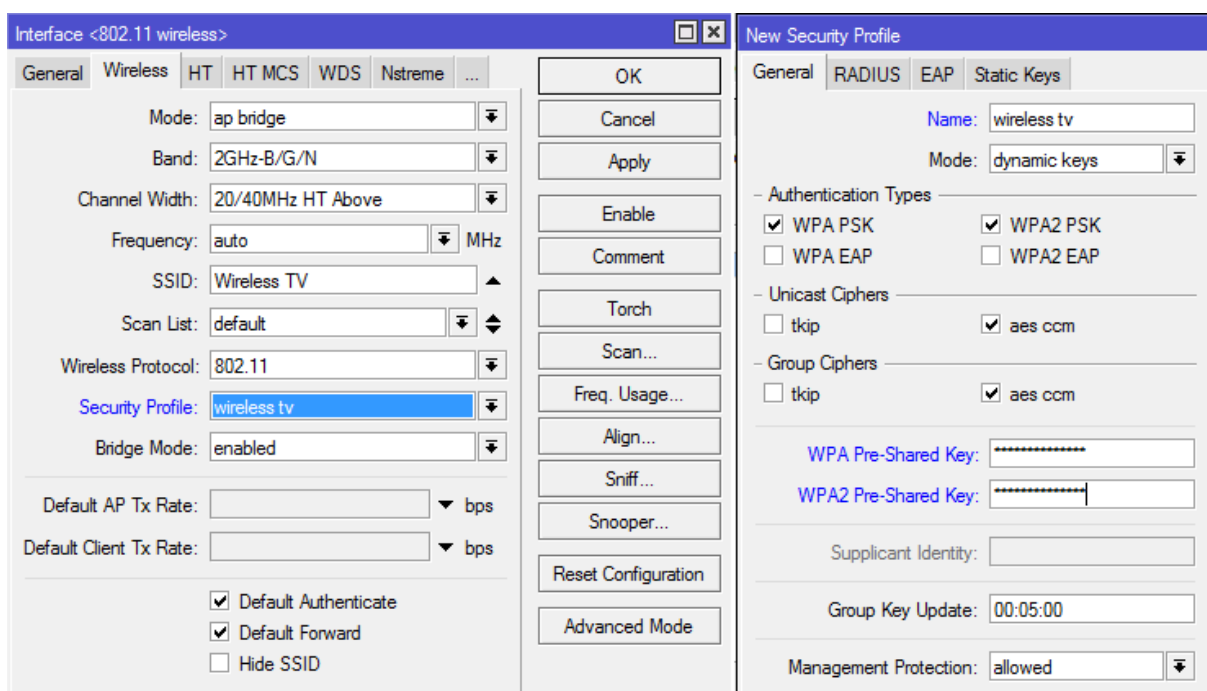 Interface <802.11 wireless>
General Wireless HT HT MCS WDS Nstreme ...
Mode: ap bridge
Band: 2GHz-B/G/N
Channel Width: 20/40MHz HT Above
Frequency: auto MHz
SSID: Wireless TV
Scan List: default
Wireless Protocol: 802.11
Security Profile: wireless tv
Bridge Mode: enabled
Default AP Tx Rate: bps
Default Client Tx Rate: bps
Default Authenticate
Default Forward
Hide SSID
OK
Cancel
Apply
Enable
Comment
Torch
Scan...
Freq. Usage...
Align...
Sniff...
Snooper...
Reset Configuration
Advanced Mode
New Security Profile
General RADIUS EAP Static Keys
Name: wireless tv
Mode: dynamic keys
Authentication Types
WPA PSK WPA2 PSK
WPA EAP WPA2 EAP
Unicast Ciphers
tkip aes ccm
Group Ciphers
tkip aes ccm
WPA Pre-Shared Key: **************
WPA2 Pre-Shared Key: **************
Supplicant Identity:
Group Key Update: 00:05:00
Management Protection: allowed